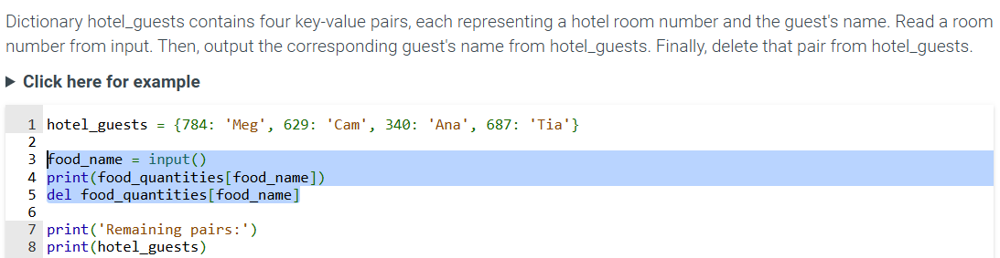 Dictionary hotel_guests contains four key-value pairs, each representing a hotel room number and the guest's name. Read a room
number from input. Then, output the corresponding guest's name from hotel_guests. Finally, delete that pair from hotel_guests.
▶ Click here for example
1 hotel_guests = {784: 'Meg', 629: 'Cam', 340: 'Ana', 687: 'Tia'}
2
3 food_name = input()
4 print(food_quantities[food_name])
5 del food_quantities[food_name]
6
7 print('Remaining pairs:')
8 print(hotel_guests)